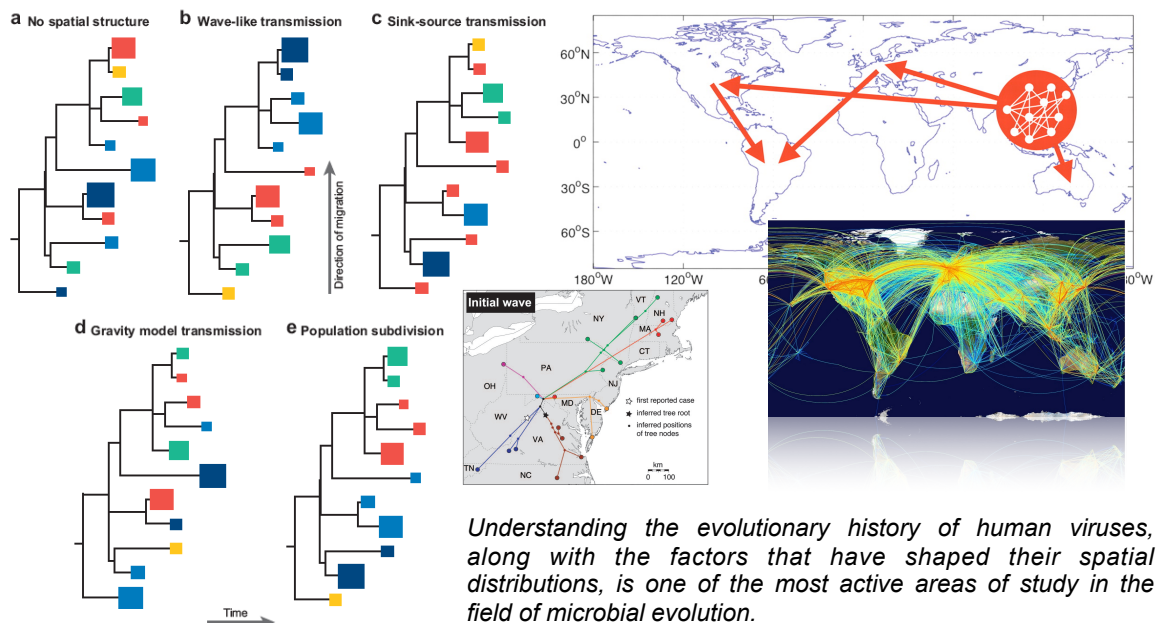 a No spatial structure
b Wave-like transmission
c Sink-source transmission
Direction of migration
d Gravity model transmission
e Population subdivision
Time
60°N
30°N
0°
30°S
60°S
180°W
120°W
60
Initial wave
VT
NY
NH
MA
CT
PA
NJ
OH
MD
DE
WV
VA
TN
NC
first reported case
inferred tree root
inferred positions
of tree nodes
km
0 100
120°W
°W
Understanding the evolutionary history of human viruses,
along with the factors that have shaped their spatial
distributions, is one of the most active areas of study in the
field of microbial evolution.